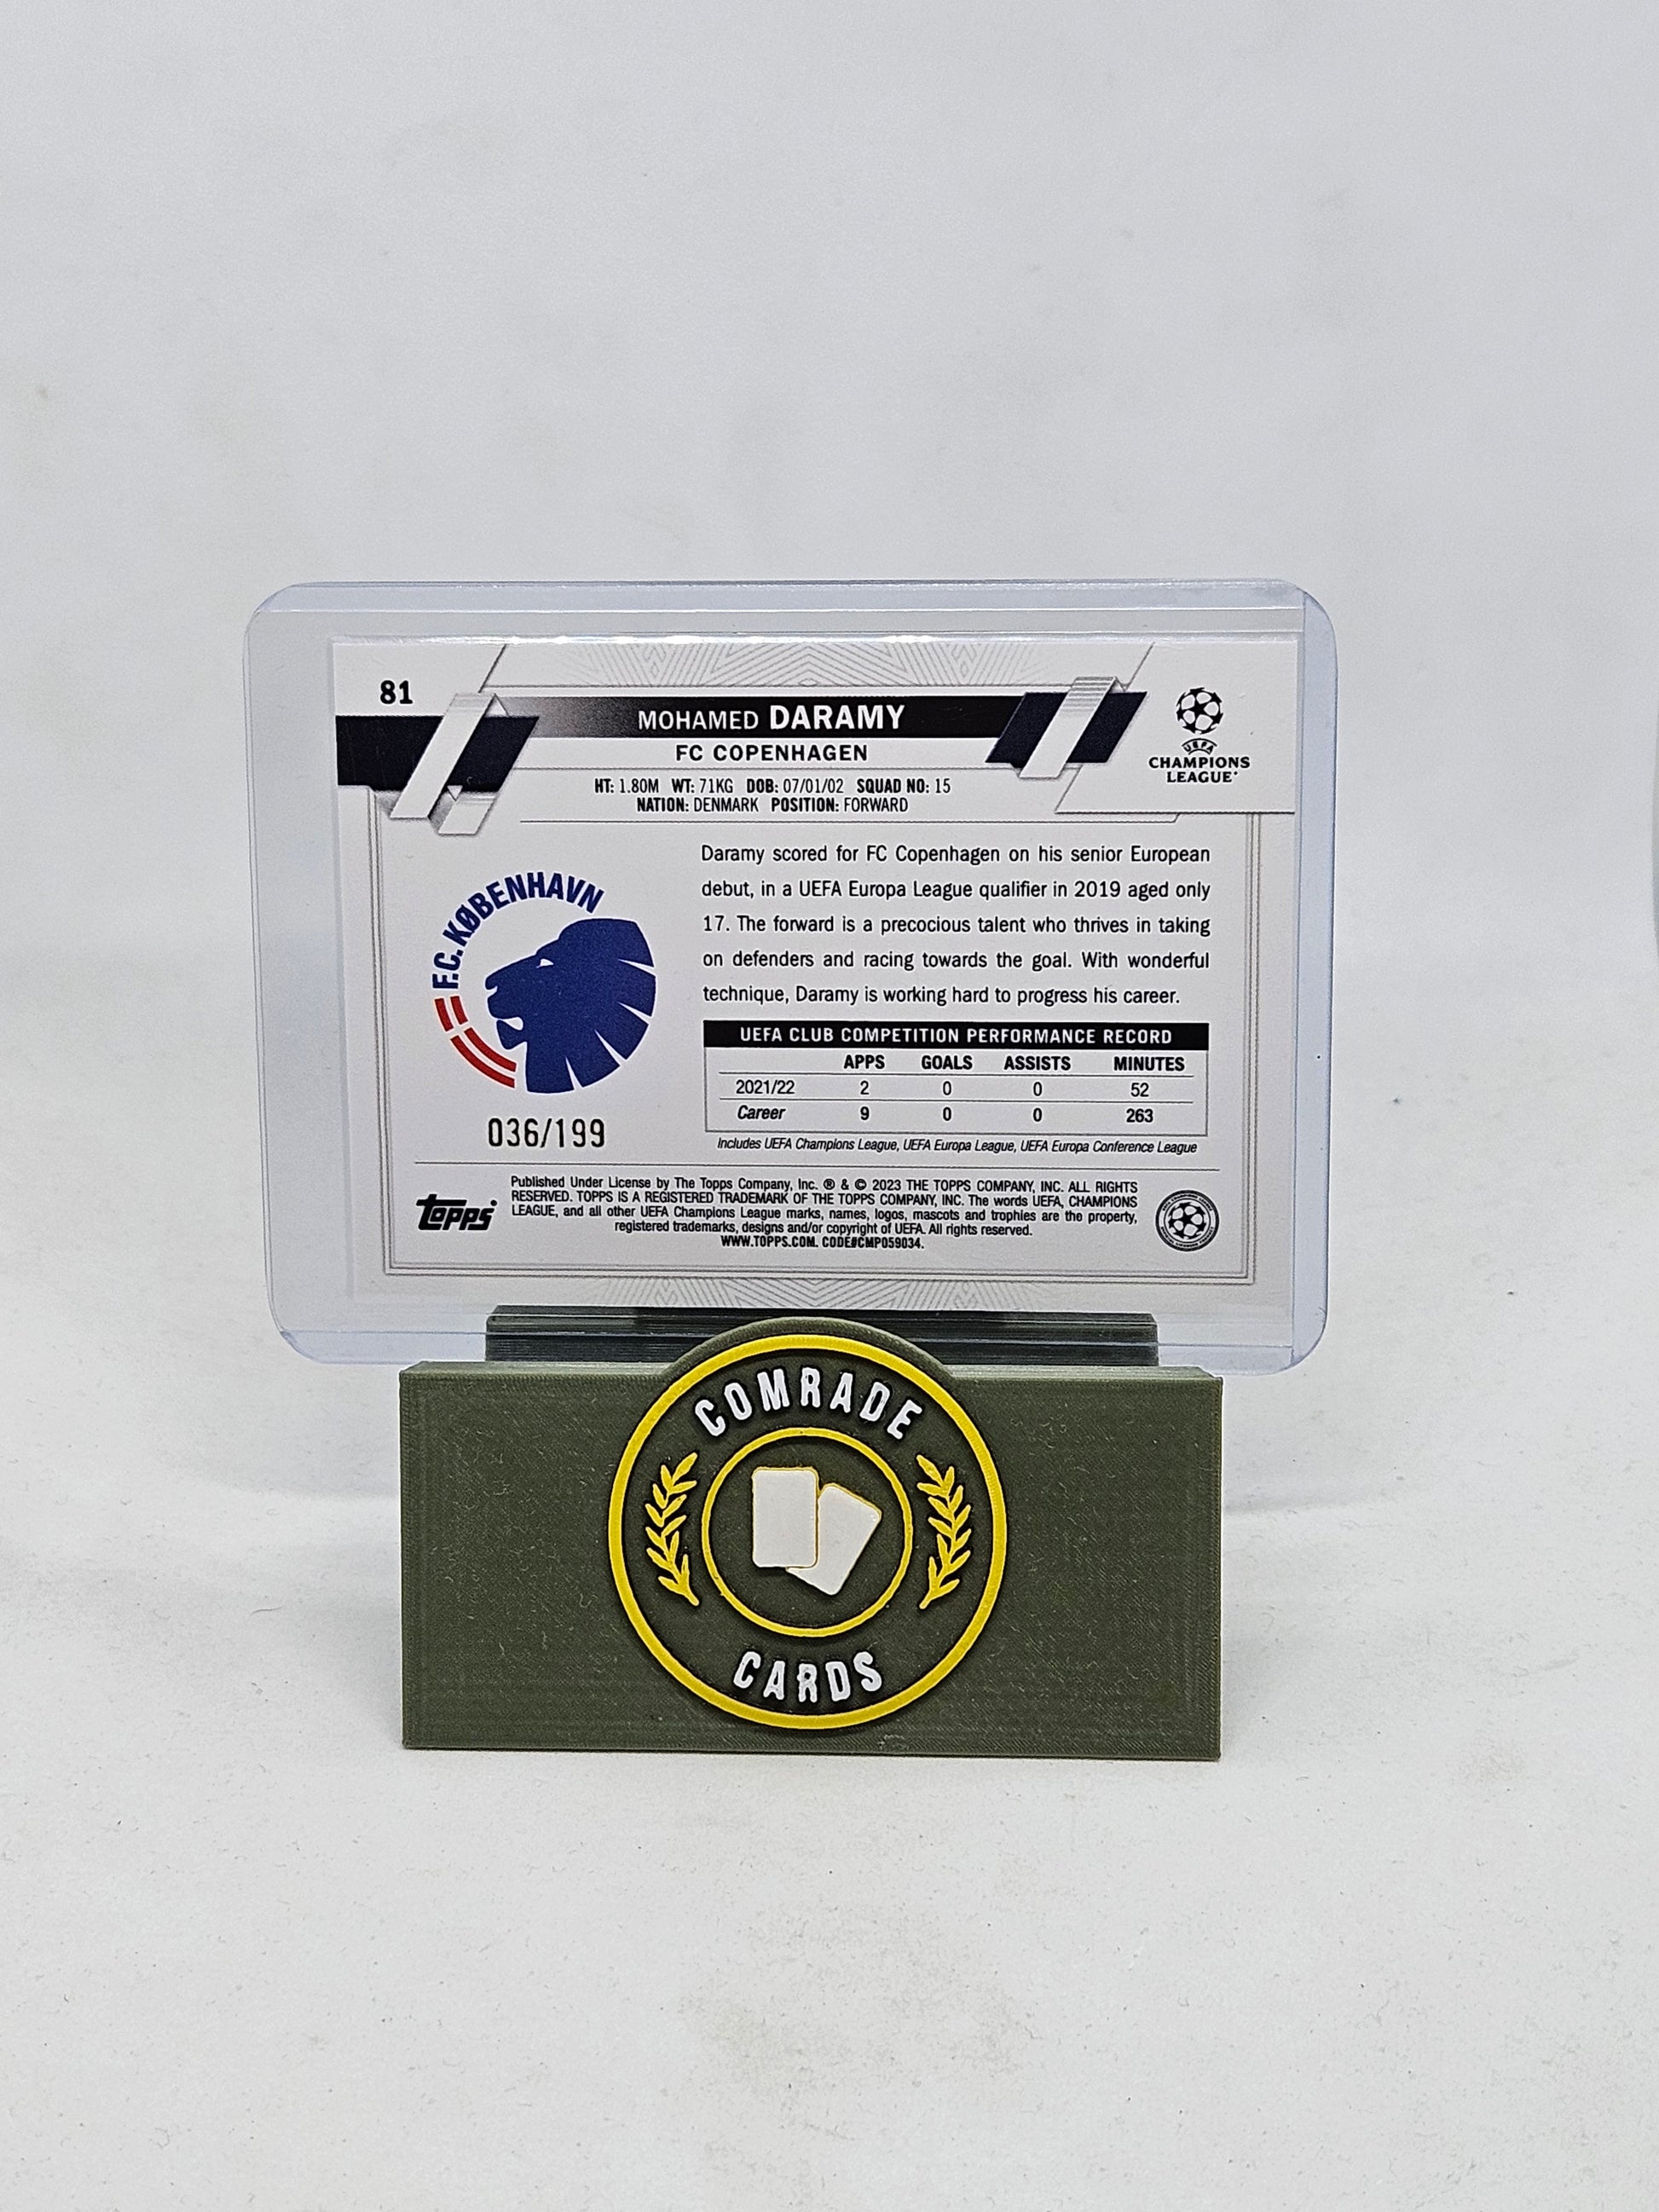 81
MOHAMED DARAMY
FC COPENHAGEN
HT: 1.80M WT: 71KG DOB: 07/01/02 SQUAD NO: 15
NATION: DENMARK POSITION: FORWARD
UEFA
CHAMPIONS
LEAGUE
F.C. KØBENHAVN
036/199
Daramy scored for FC Copenhagen on his senior European
debut, in a UEFA Europa League qualifier in 2019 aged only
17. The forward is a precocious talent who thrives in taking
on defenders and racing towards the goal. With wonderful
technique, Daramy is working hard to progress his career.
UEFA CLUB COMPETITION PERFORMANCE RECORD
APPS GOALS ASSISTS MINUTES
2021/22 2 0 0 52
Career 9 0 0 263
Includes UEFA Champions League, UEFA Europa League, UEFA Europa Conference League
Topps
Published Under License by The Topps Company, Inc. ® & © 2023 THE TOPPS COMPANY, INC. ALL RIGHTS
RESERVED. TOPPS IS A REGISTERED TRADEMARK OF THE TOPPS COMPANY, INC. The words UEFA, CHAMPIONS
LEAGUE, and all other UEFA Champions League marks, names, logos, mascots and trophies are the property,
registered trademarks, designs and/or copyright of UEFA. All rights reserved.
WWW.TOPPS.COM. CODE#CMP059034.
COMRADE
CARDS